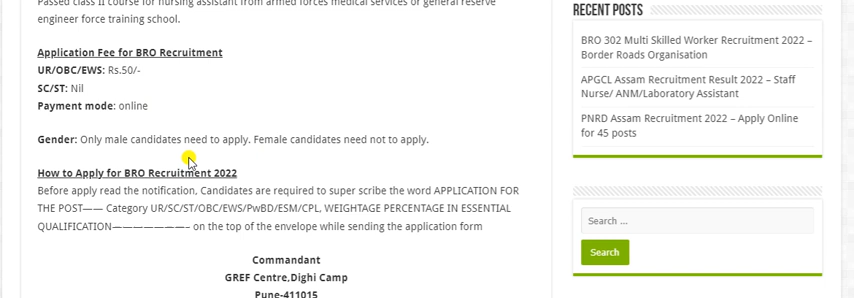 Passed class II course for nursing assistant from armed forces medical services or general reserve
engineer force training school.
Application Fee for BRO Recruitment
UR/OBC/EWS: Rs.50/-
SC/ST: Nil
Payment mode: online
Gender: Only male candidates need to apply. Female candidates need not to apply.
How to Apply for BRO Recruitment 2022
Before apply read the notification. Candidates are required to super scribe the word APPLICATION FOR
THE POST—— Category UR/SC/ST/OBC/EWS/PwBD/ESM/CPL, WEIGHTAGE PERCENTAGE IN ESSENTIAL
QUALIFICATION———————– on the top of the envelope while sending the application form
Commandant
GREF Centre,Dighi Camp
Pune-411015
RECENT POSTS
BRO 302 Multi Skilled Worker Recruitment 2022 –
Border Roads Organisation
APGCL Assam Recruitment Result 2022 – Staff
Nurse/ ANM/Laboratory Assistant
PNRD Assam Recruitment 2022 – Apply Online
for 45 posts
Search ...
Search